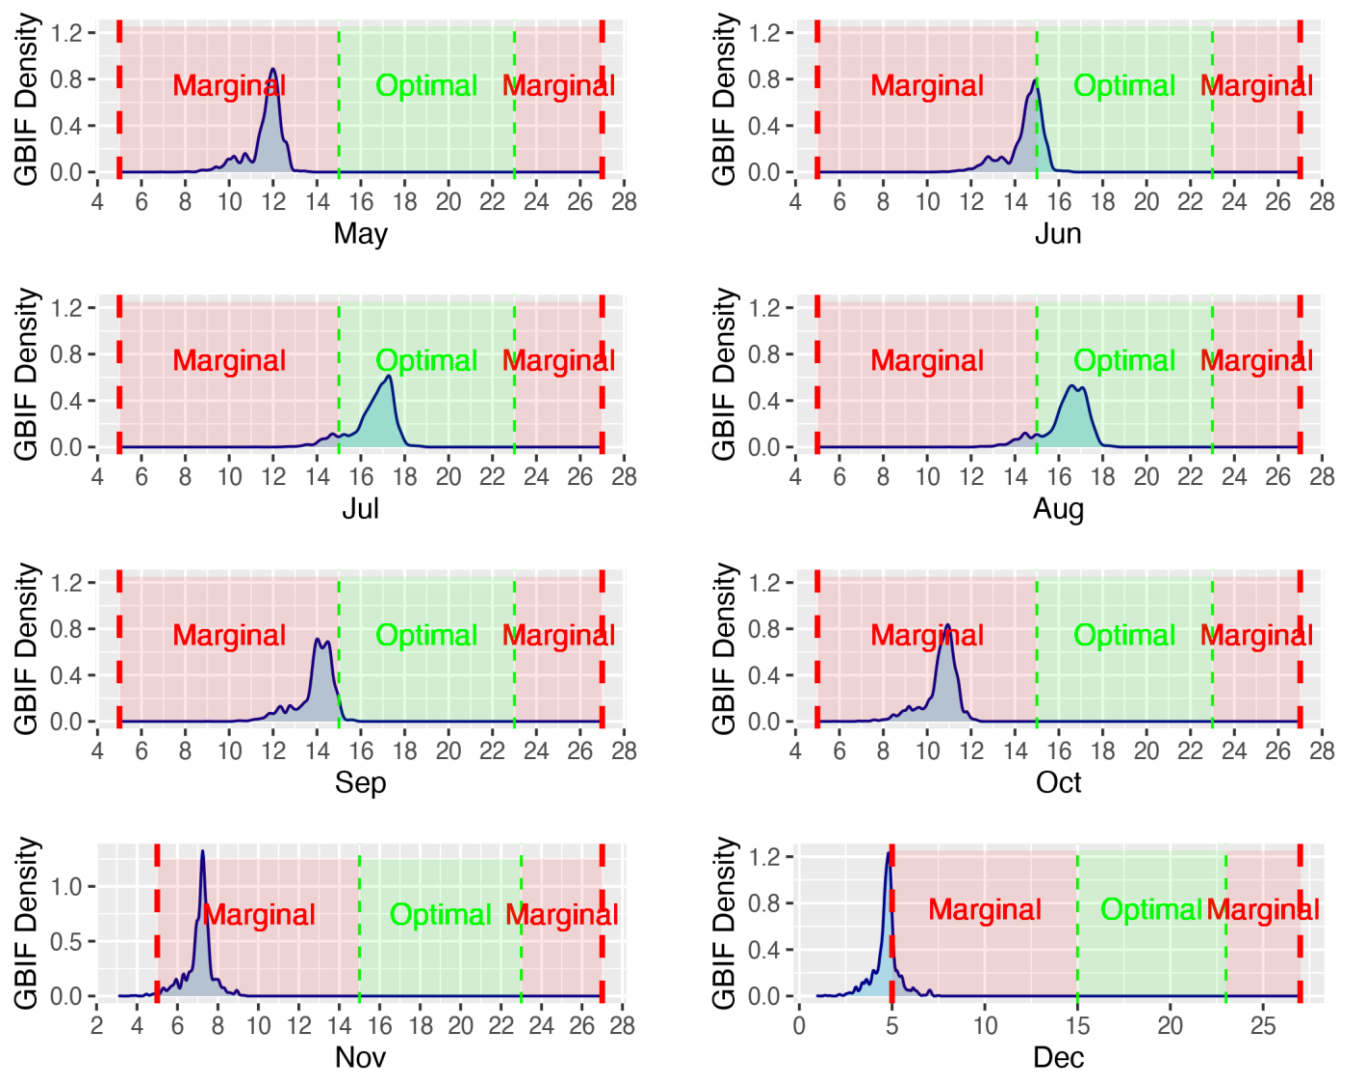 GBIF Density
1.2
0.8
0.4
0.0
Marginal
Optimal
Marginal
4 6 8 10 12 14 16 18 20 22 24 26 28
May
GBIF Density
1.2
0.8
0.4
0.0
Marginal
Optimal
Marginal
4 6 8 10 12 14 16 18 20 22 24 26 28
Jun
GBIF Density
1.2
0.8
0.4
0.0
Marginal
Optimal
Marginal
4 6 8 10 12 14 16 18 20 22 24 26 28
Jul
GBIF Density
1.2
0.8
0.4
0.0
Marginal
Optimal
Marginal
4 6 8 10 12 14 16 18 20 22 24 26 28
Aug
GBIF Density
1.2
0.8
0.4
0.0
Marginal
Optimal
Marginal
4 6 8 10 12 14 16 18 20 22 24 26 28
Sep
GBIF Density
1.2
0.8
0.4
0.0
Marginal
Optimal
Marginal
4 6 8 10 12 14 16 18 20 22 24 26 28
Oct
GBIF Density
1.0
0.5
0.0
Marginal
Optimal
Marginal
2 4 6 8 10 12 14 16 18 20 22 24 26 28
Nov
GBIF Density
1.2
0.8
0.4
0.0
Marginal
Optimal
Marginal
0 5 10 15 20 25
Dec